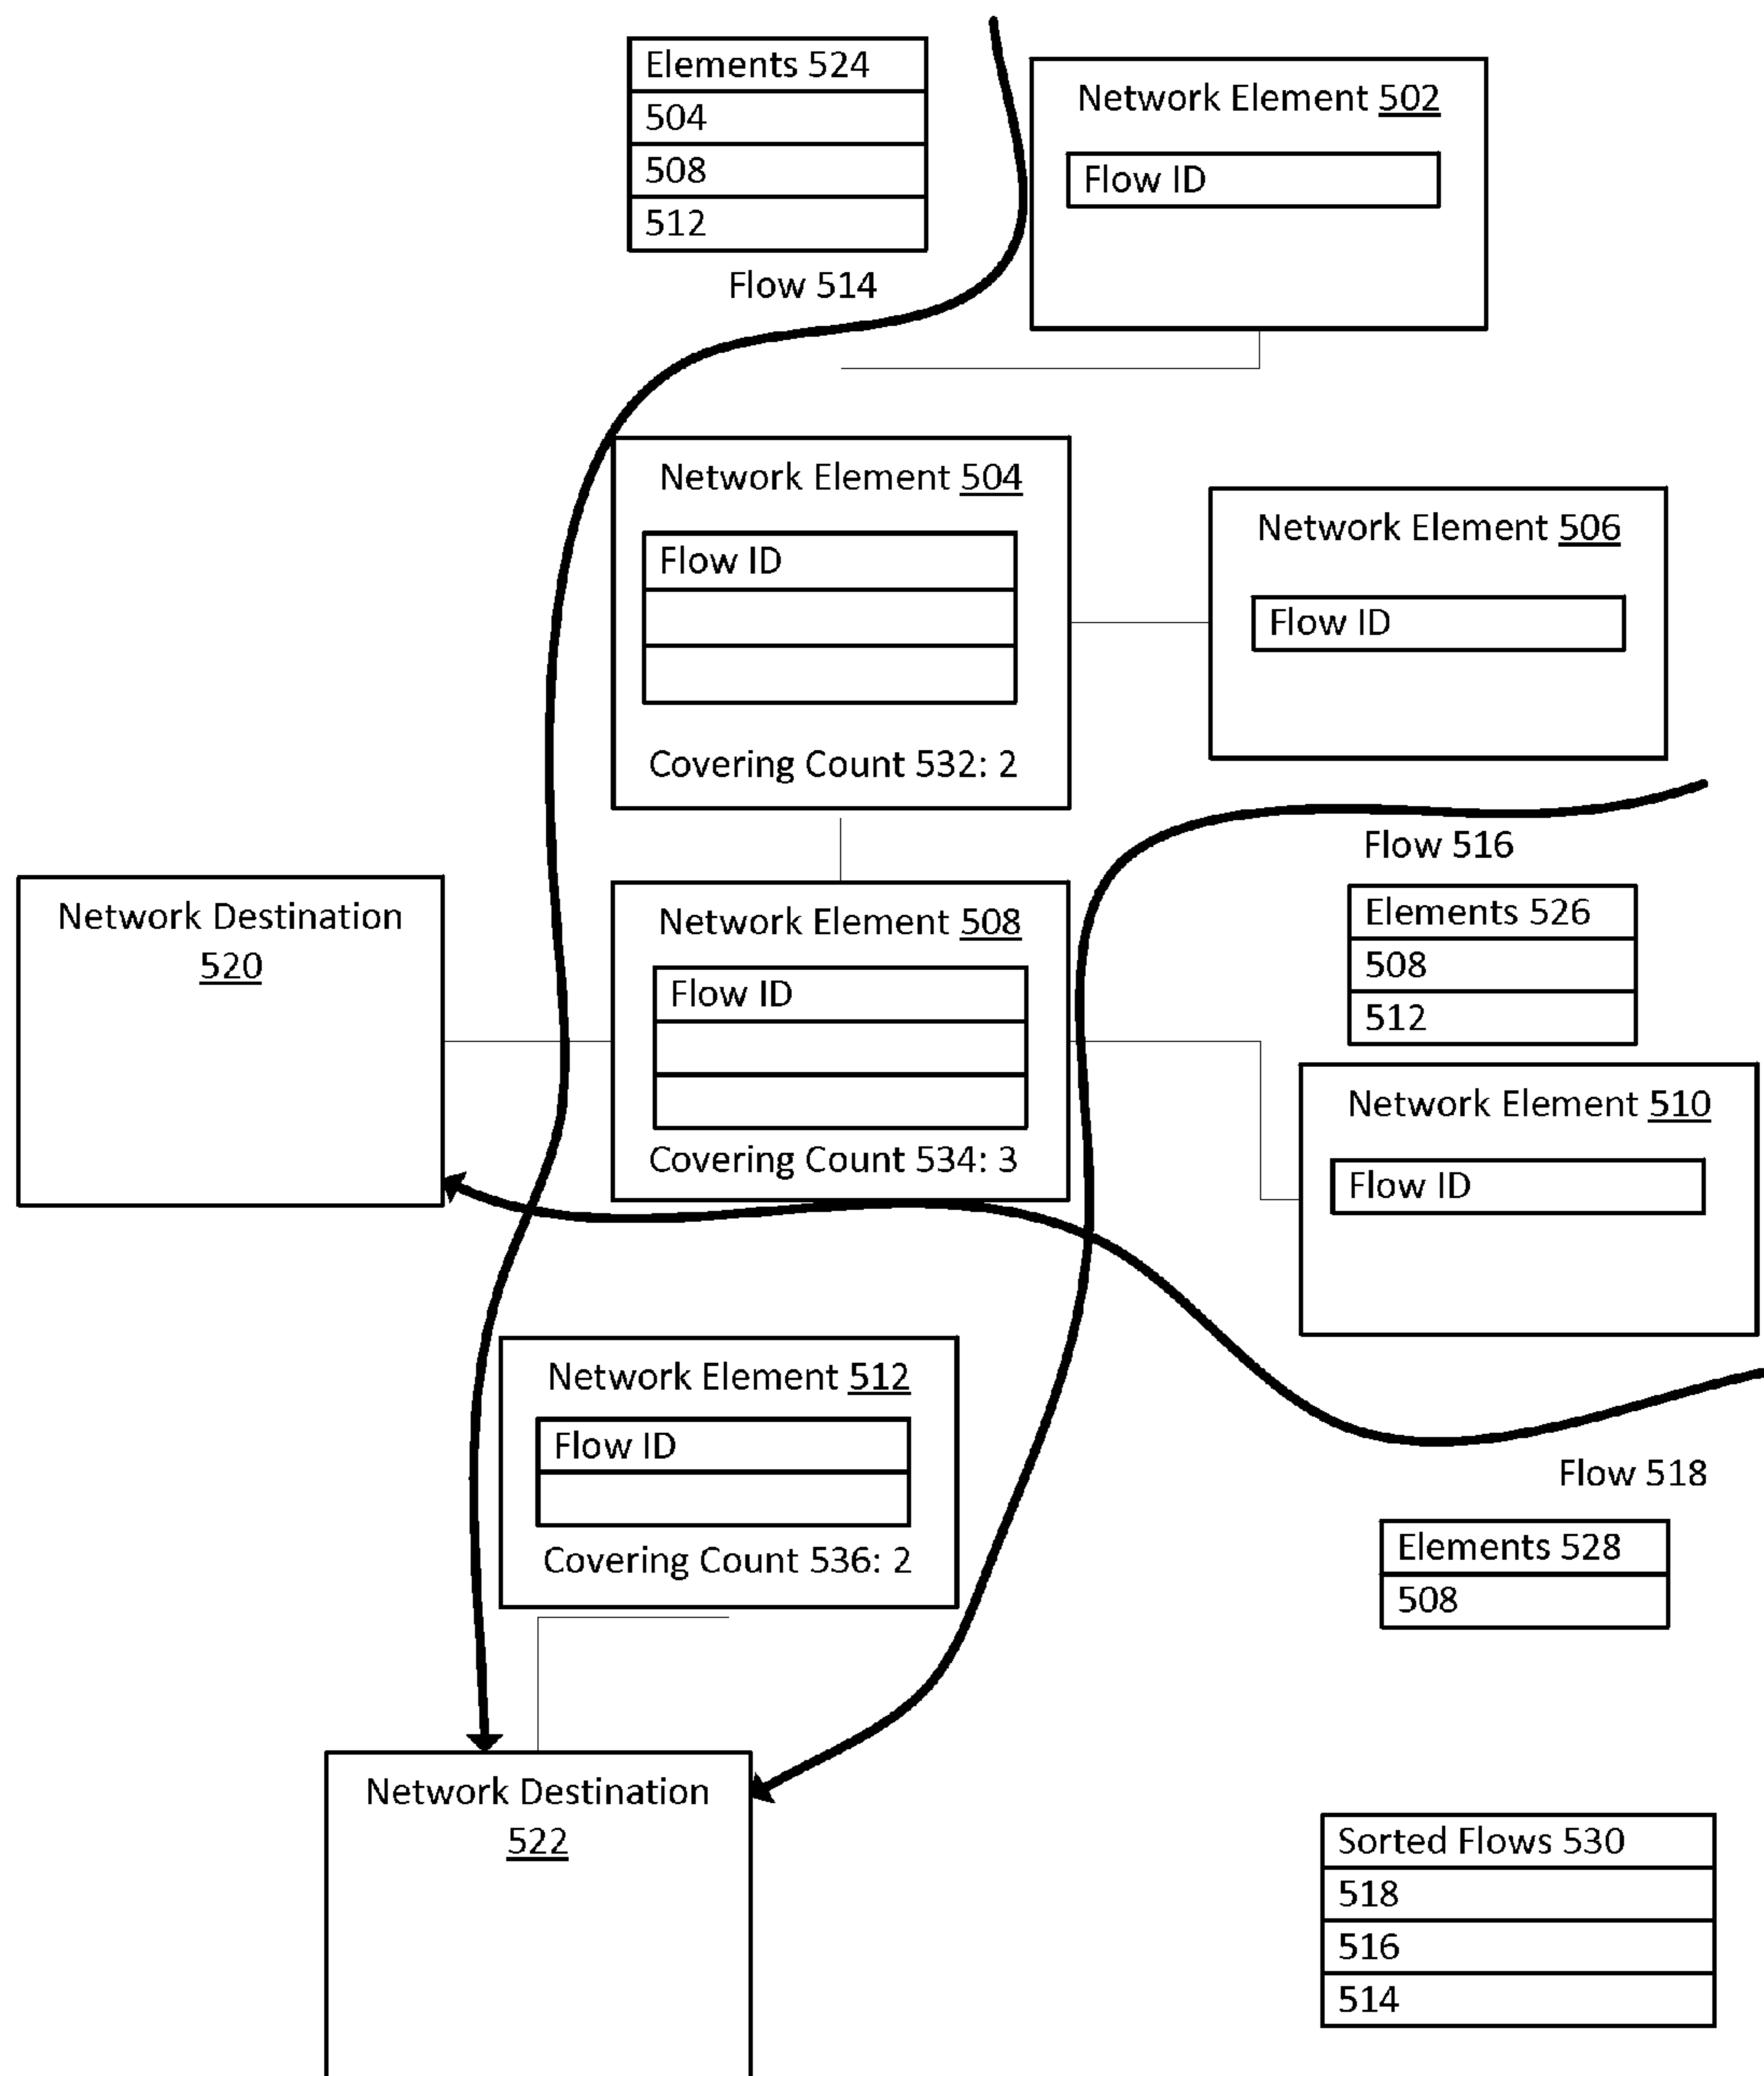 Elements 524
504
508
512
Flow 514
Network Element 502
Flow ID
Network Element 504
Flow ID
Covering Count 532: 2
Network Element 506
Flow ID
Flow 516
Elements 526
508
512
Network Destination
520
Network Element 508
Flow ID
Covering Count 534: 3
Network Element 510
Flow ID
Network Element 512
Flow ID
Covering Count 536: 2
Flow 518
Elements 528
508
Network Destination
522
Sorted Flows 530
518
516
514